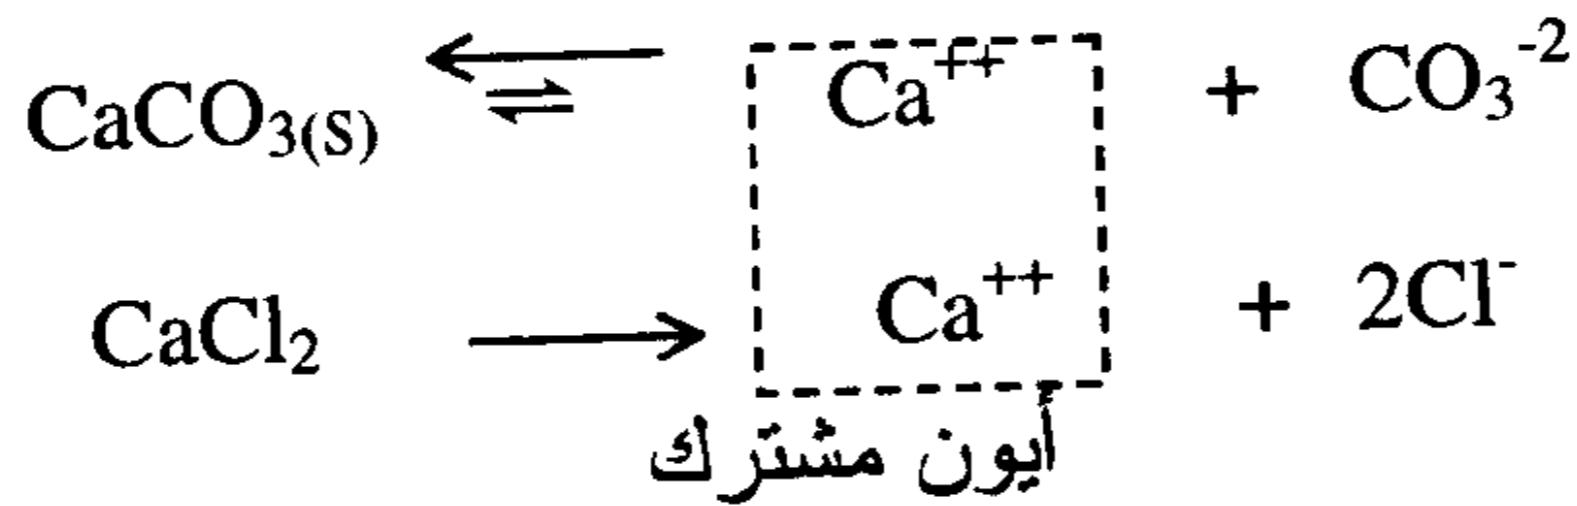 CaCO₃(S) ⇌ Ca⁺⁺ + CO₃⁻²
CaCl₂ → Ca⁺⁺ + 2Cl⁻
أيون مشترك